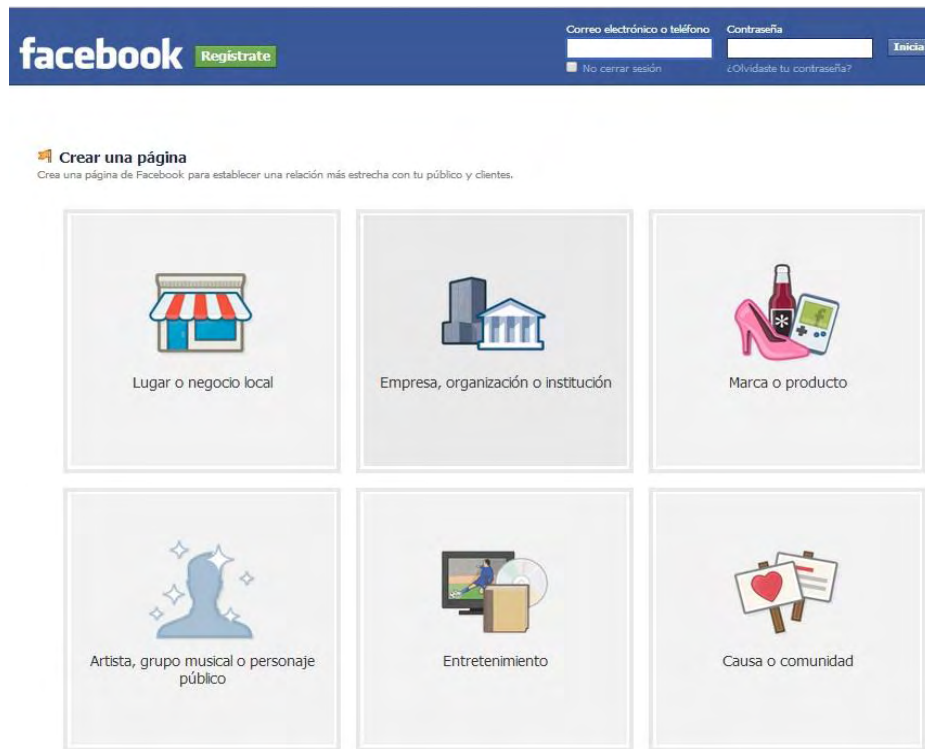 facebook Regístrate
Correo electrónico o teléfono Contraseña
No cerrar sesión ¿Olvidaste tu contraseña?
Inicia
Crear una página
Crea una página de Facebook para establecer una relación más estrecha con tu público y clientes.
Lugar o negocio local
Empresa, organización o institución
Marca o producto
Artista, grupo musical o personaje
público
Entretenimiento
Causa o comunidad